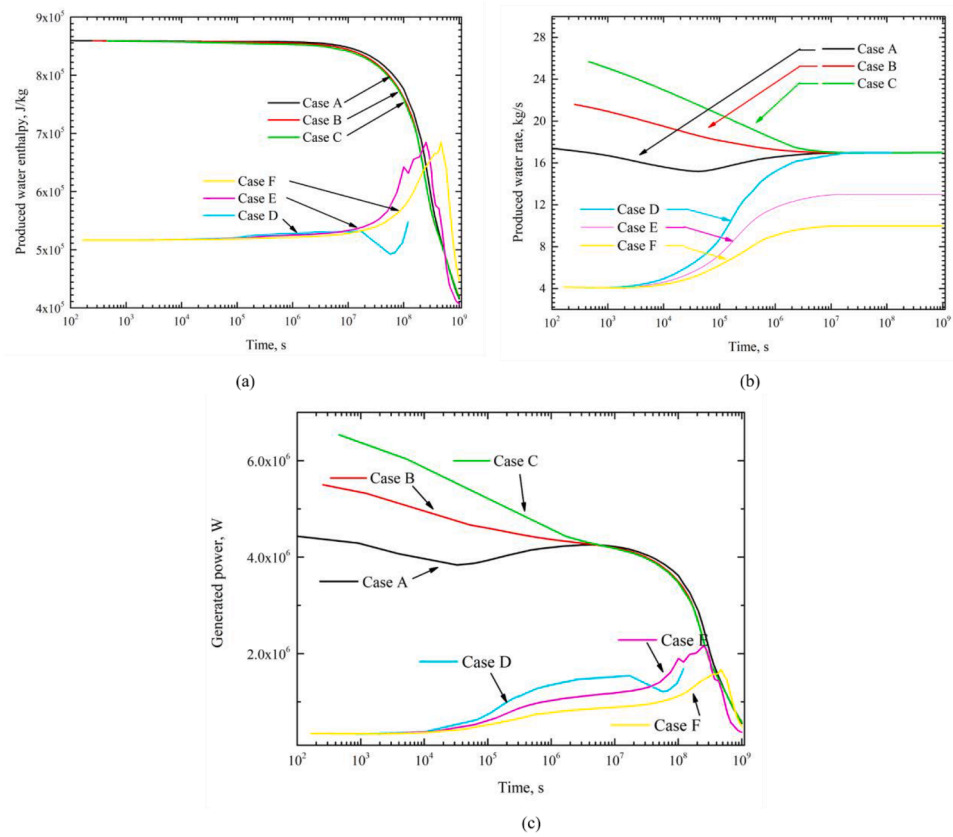 9x10⁵
8x10⁵
7x10⁵
6x10⁵
5x10⁵
4x10⁵
Produced water enthalpy, J/kg
Case A
Case B
Case C
Case F
Case E
Case D
10² 10³ 10⁴ 10⁵ 10⁶ 10⁷ 10⁸ 10⁹
Time, s
(a)
28
24
20
16
12
8
4
Produced water rate, kg/s
Case A
Case B
Case C
Case D
Case E
Case F
10² 10³ 10⁴ 10⁵ 10⁶ 10⁷ 10⁸ 10⁹
Time, s
(b)
6.0x10⁶
4.0x10⁶
2.0x10⁶
Generated power, W
Case C
Case B
Case A
Case E
Case D
Case F
10² 10³ 10⁴ 10⁵ 10⁶ 10⁷ 10⁸ 10⁹
Time, s
(c)